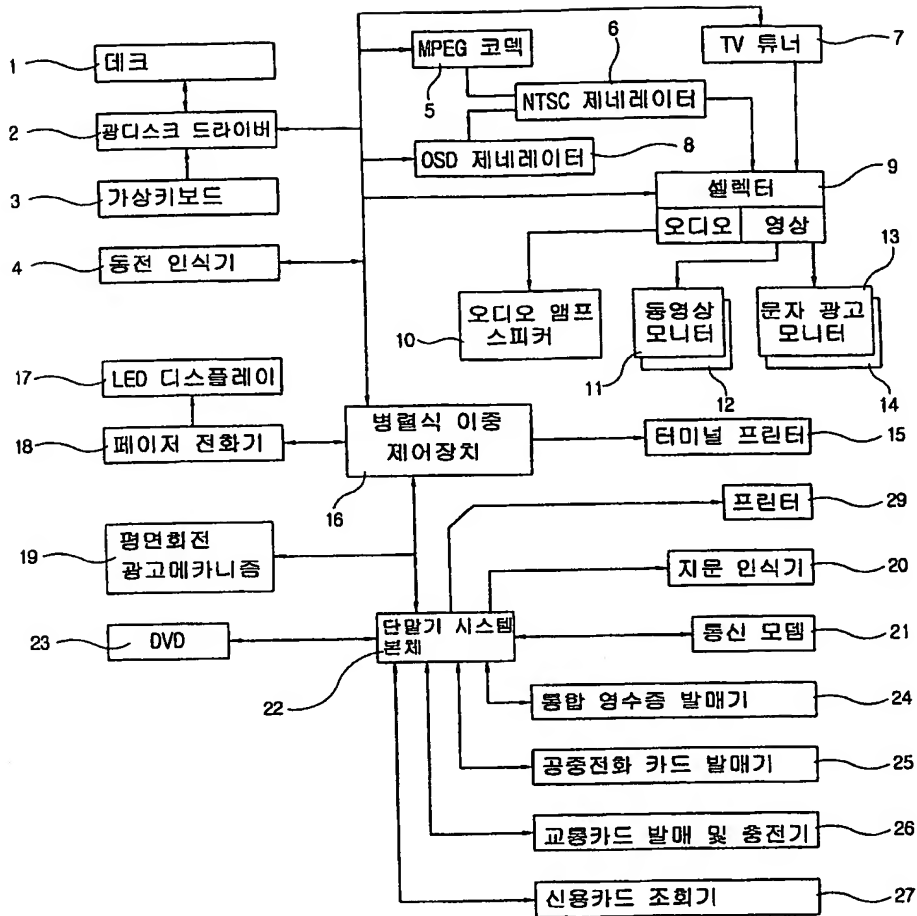 1 데크
2 광디스크 드라이버
3 가상키보드
4 동전 인식기
MPEG 코덱
5
6
NTSC 제네레이터
TV 튜너 7
OSD 제네레이터 8
셀렉터 9
오디오 영상
10 오디오 앰프
스피커
동영상
모니터
11
12
13
문자 광고
모니터
14
17 LED 디스플레이
18 페이저 전화기
병렬식 이중
제어장치
16
터미널 프린터 15
프린터 29
19 평면회전
광고메카니즘
지문 인식기 20
23 DVD
단말기 시스템
본체
22
통신 모뎀 21
통합 영수증 발매기 24
공중전화 카드 발매기 25
교통카드 발매 및 충전기 26
신용카드 조회기 27